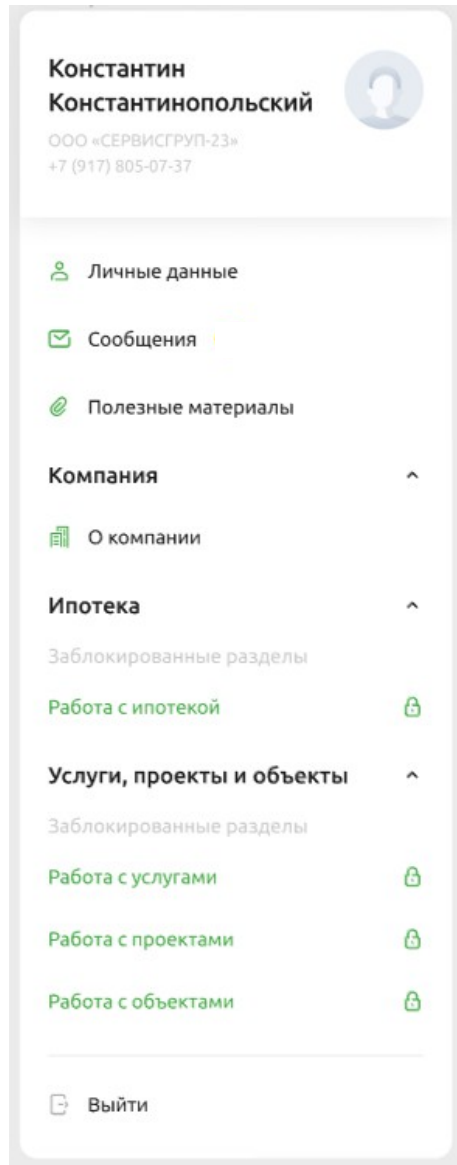 Константин
Константинопольский
ООО «СЕРВИСГРУП-23»
+7 (917) 805-07-37
Личные данные
Сообщения
Полезные материалы
Компания
О компании
Ипотека
Заблокированные разделы
Работа с ипотекой
Услуги, проекты и объекты
Заблокированные разделы
Работа с услугами
Работа с проектами
Работа с объектами
Выйти